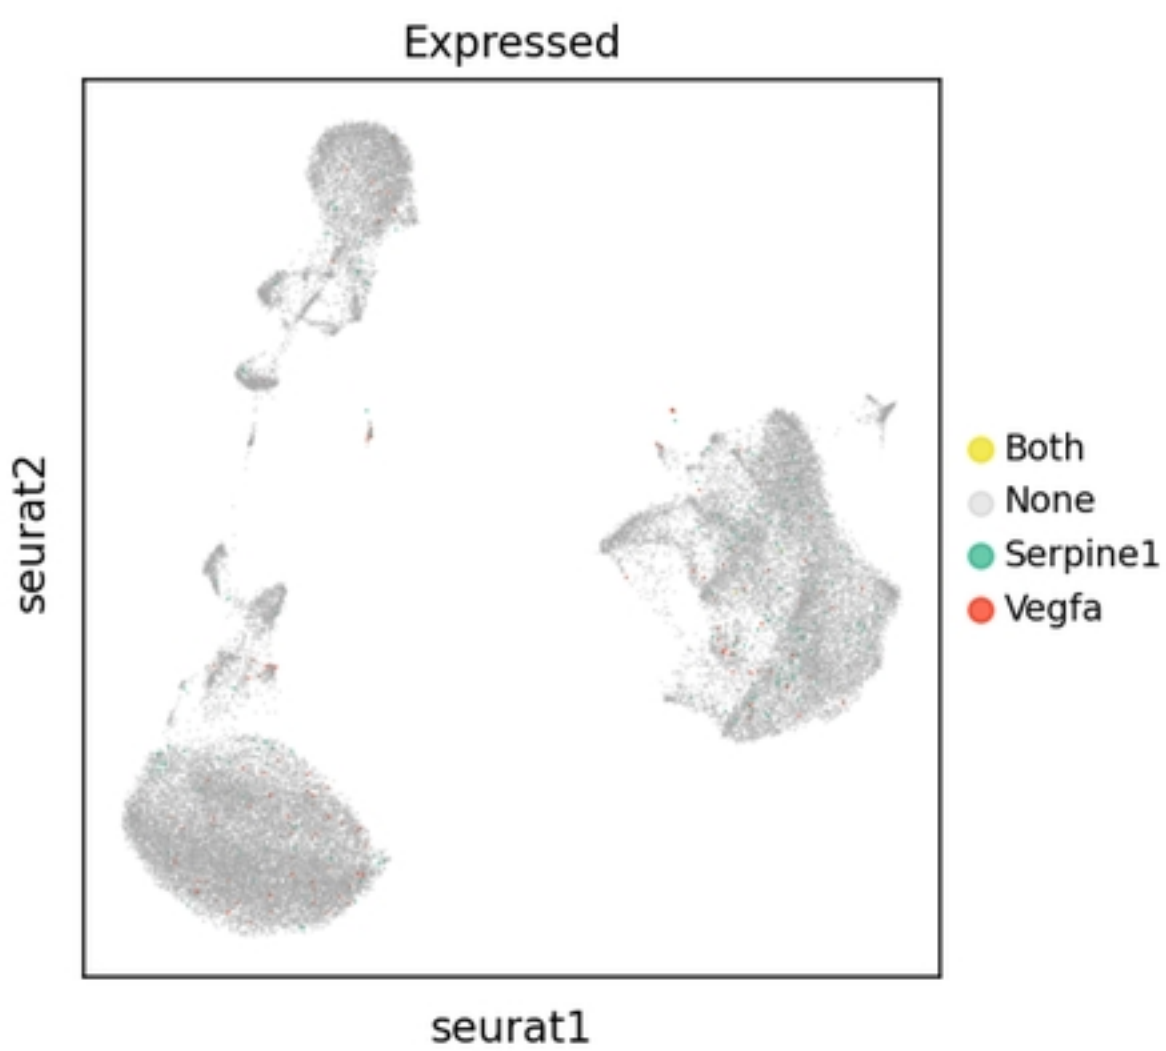 Expressed
seurat2
Both
None
Serpine1
Vegfa
seurat1